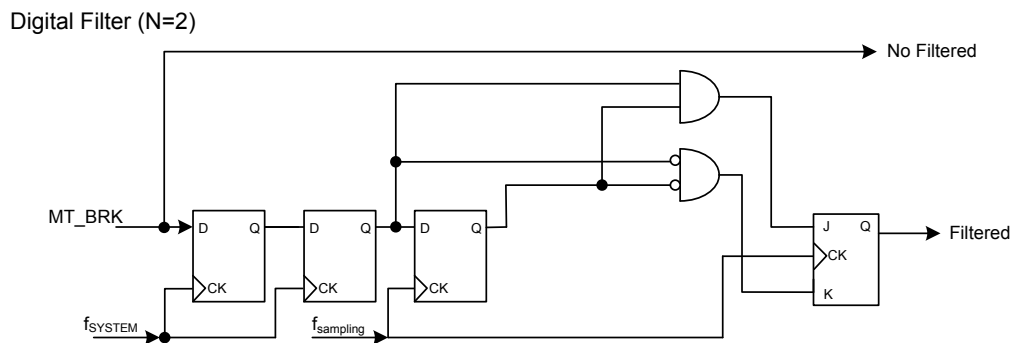 Digital Filter (N=2)
No Filtered
MT_BRK
D Q
D Q
D Q
J Q
Filtered
CK
CK
CK
CK
K
fSYSTEM
fsampling